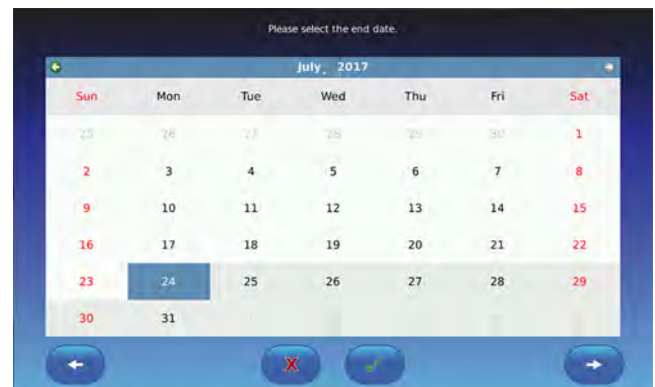 Please select the end date.
July, 2017
Sun Mon Tue Wed Thu Fri Sat
25 26 27 28 29 30 1
2 3 4 5 6 7 8
9 10 11 12 13 14 15
16 17 18 19 20 21 22
23 24 25 26 27 28 29
30 31
X